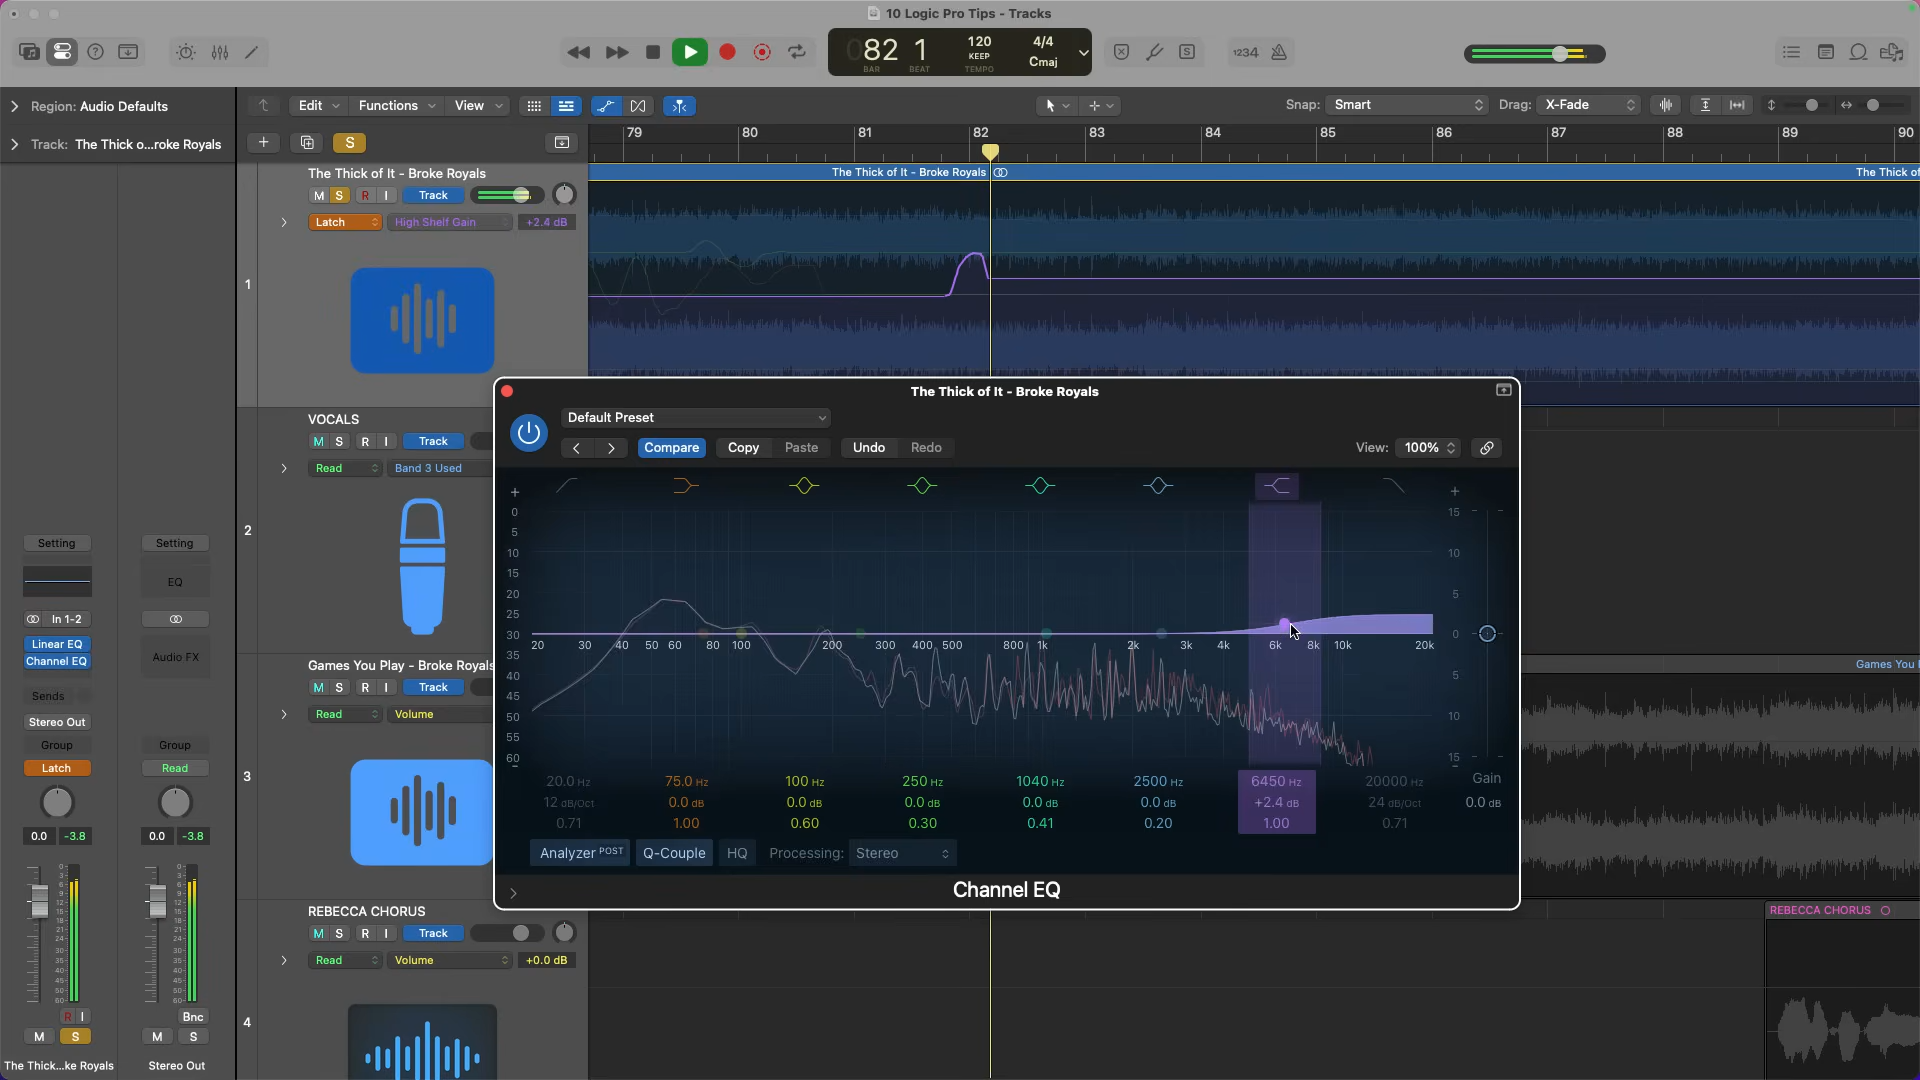 10 Logic Pro Tips - Tracks
82 1
BAR BEAT
120
KEEP
TEMPO
4/4
Cmaj
1234
Region: Audio Defaults
Edit Functions View
Snap: Smart
Drag: X-Fade
Track: The Thick o...roke Royals
S
79 80 81 82 83 84 85 86 87 88 89 90
The Thick of It - Broke Royals
The Thick of It - Broke Royals
The Thick of
M S R I Track
Latch High Shelf Gain +2.4 dB
1
The Thick of It - Broke Royals
Default Preset
Compare Copy Paste Undo Redo
View: 100%
VOCALS
M S R I Track
Read Band 3 Used
2
0 5 10 15 20 25 30 35 40 45 50 55 60
15 10 5 0 5 10 15
20 30 40 50 60 80 100 200 300 400 500 800 1k 2k 3k 4k 6k 8k 10k 20k
20.0 Hz 75.0 Hz 100 Hz 250 Hz 1040 Hz 2500 Hz 6450 Hz 20000 Hz Gain
12 dB/Oct 0.0 dB 0.0 dB 0.0 dB 0.0 dB 0.0 dB +2.4 dB 24 dB/Oct 0.0 dB
0.71 1.00 0.60 0.30 0.41 0.20 1.00 0.71
Analyzer POST Q-Couple HQ Processing: Stereo
Channel EQ
Games You Play - Broke Royals
M S R I Track
Read Volume
3
REBECCA CHORUS
M S R I Track
Read Volume +0.0 dB
4
REBECCA CHORUS
Setting
In 1-2
Linear EQ
Channel EQ
Sends
Stereo Out
Group
Latch
0.0 -3.8
R I
M S
The Thick...ke Royals
Setting
EQ
Audio FX
Group
Read
0.0 -3.8
Bnc
M S
Stereo Out